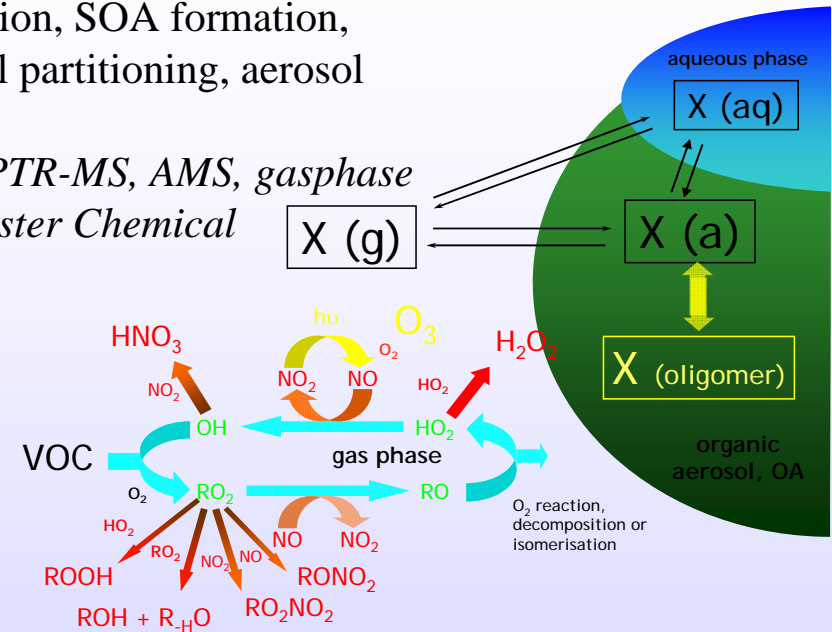 ion, SOA formation,
l partitioning, aerosol
PTR-MS, AMS, gasphase
ster Chemical
aqueous phase
X (aq)
X (g)
X (a)
X (oligomer)
organic
aerosol, OA
hυ
O₃
O₂
HNO₃
NO₂
NO₂
NO
HO₂
H₂O₂
OH
HO₂
VOC
gas phase
O₂
RO₂
RO
O₂ reaction,
decomposition or
isomerisation
HO₂
RO₂
NO₂
NO
NO
NO₂
ROOH
RONO₂
ROH + R₋HO
RO₂NO₂